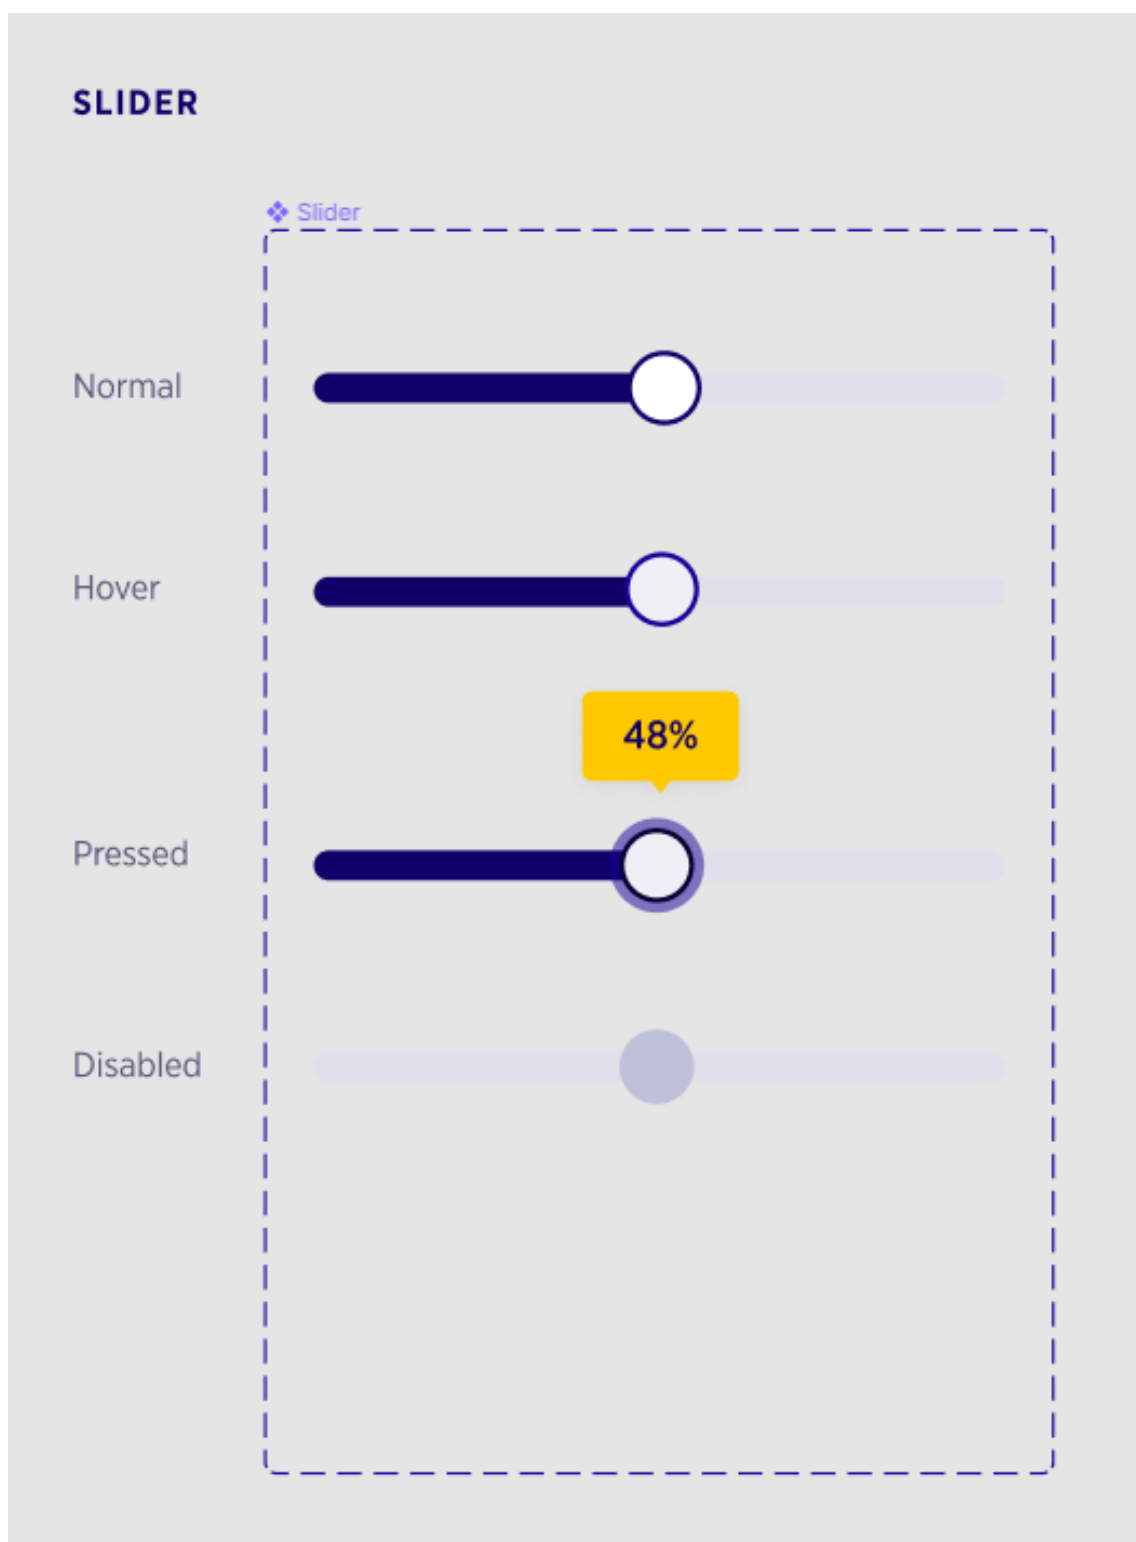 SLIDER
Slider
Normal
Hover
48%
Pressed
Disabled